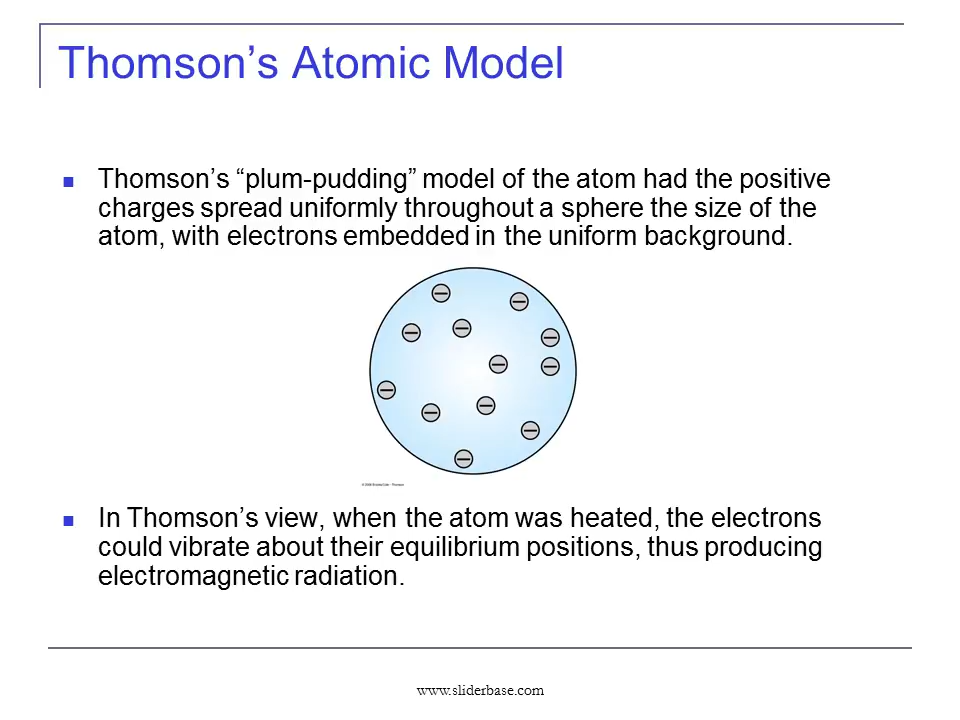 Thomson’s Atomic Model
Thomson’s “plum-pudding” model of the atom had the positive
charges spread uniformly throughout a sphere the size of the
atom, with electrons embedded in the uniform background.
In Thomson’s view, when the atom was heated, the electrons
could vibrate about their equilibrium positions, thus producing
electromagnetic radiation.
www.sliderbase.com